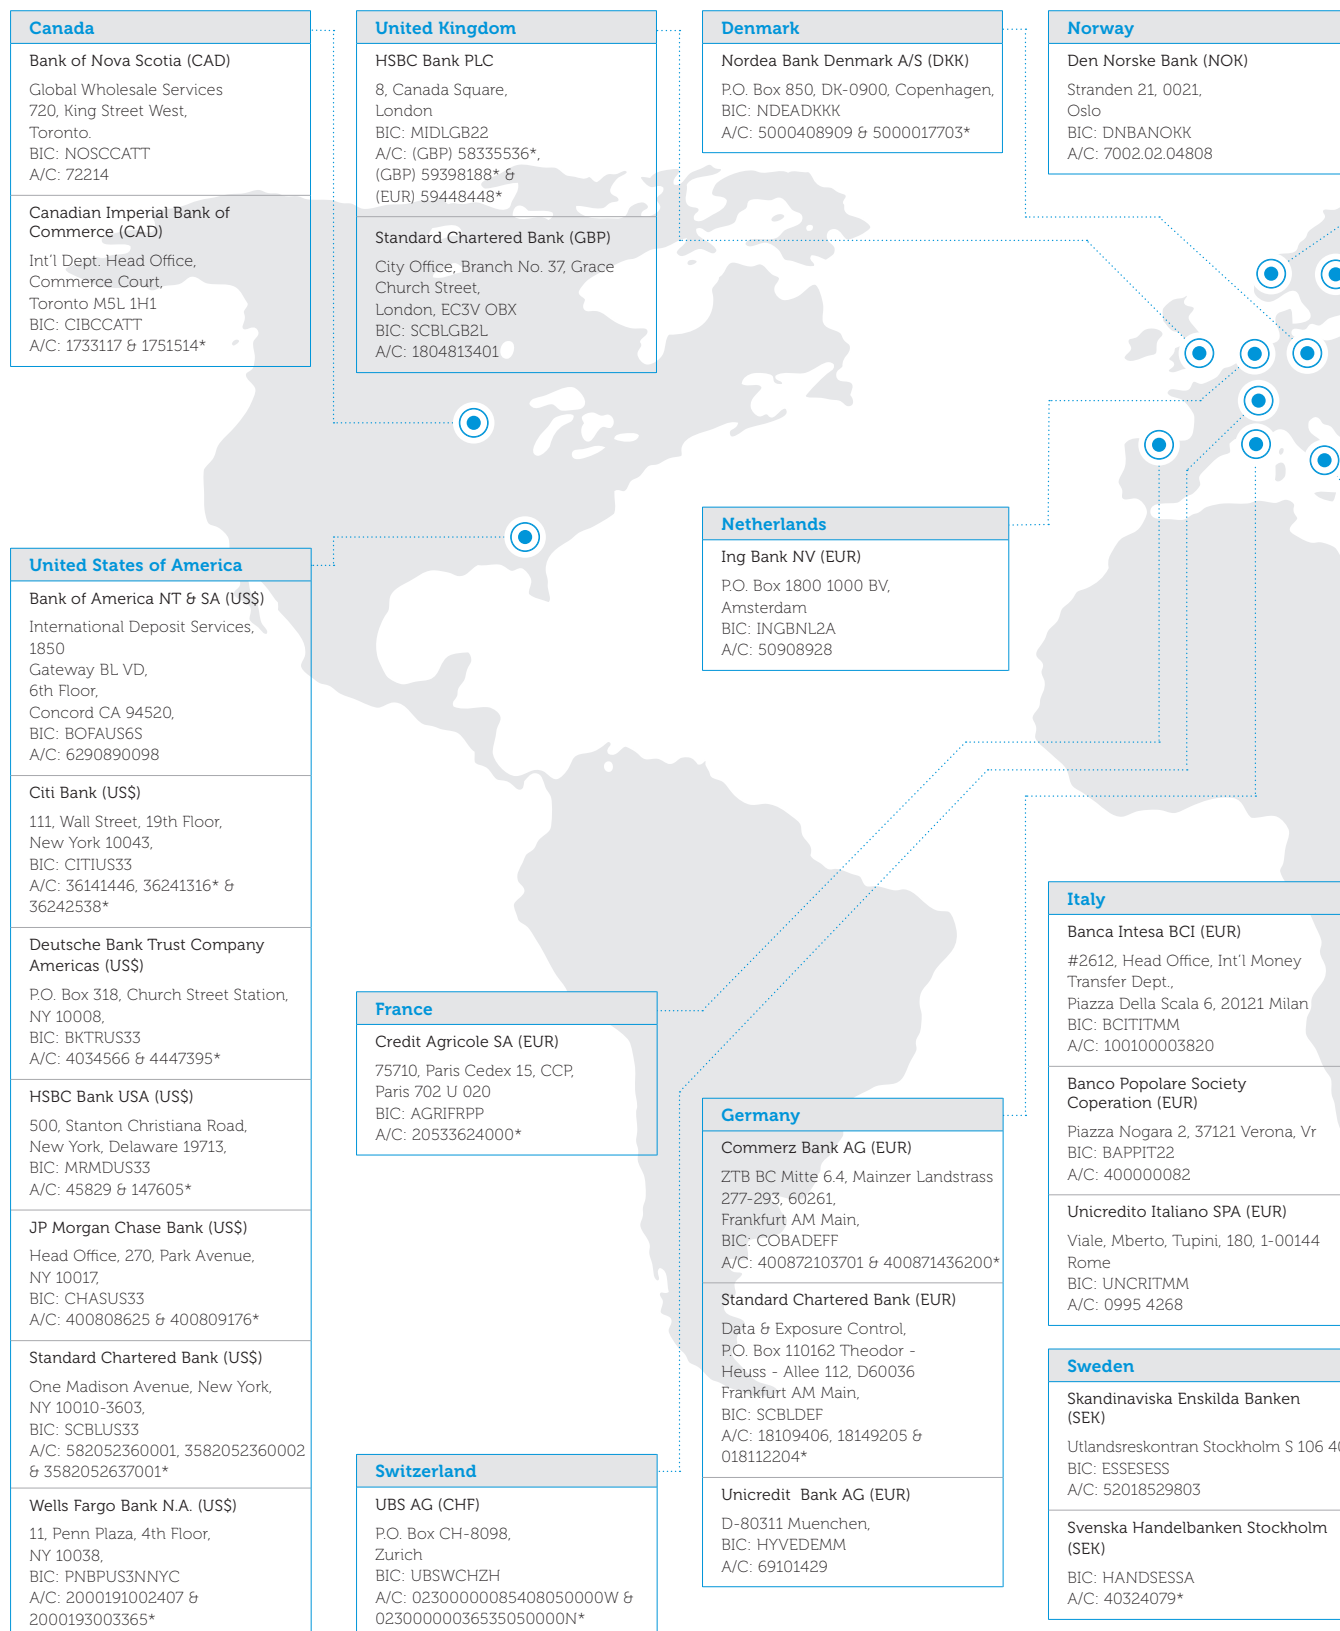 Canada
Bank of Nova Scotia (CAD)
Global Wholesale Services
720, King Street West,
Toronto.
BIC: NOSCCATT
A/C: 72214
Canadian Imperial Bank of
Commerce (CAD)
Int'l Dept. Head Office,
Commerce Court,
Toronto M5L 1H1
BIC: CIBCCATT
A/C: 1733117 & 1751514*
United Kingdom
HSBC Bank PLC
8, Canada Square,
London
BIC: MIDLGB22
A/C: (GBP) 58335536*,
(GBP) 59398188* &
(EUR) 59448448*
Standard Chartered Bank (GBP)
City Office, Branch No. 37, Grace
Church Street,
London, EC3V OBX
BIC: SCBLGB2L
A/C: 1804813401
Denmark
Nordea Bank Denmark A/S (DKK)
P.O. Box 850, DK-0900, Copenhagen,
BIC: NDEADKKK
A/C: 5000408909 & 5000017703*
Norway
Den Norske Bank (NOK)
Stranden 21, 0021,
Oslo
BIC: DNBANOKK
A/C: 7002.02.04808
Netherlands
Ing Bank NV (EUR)
P.O. Box 1800 1000 BV,
Amsterdam
BIC: INGBNL2A
A/C: 50908928
United States of America
Bank of America NT & SA (US$)
International Deposit Services,
1850
Gateway BL VD,
6th Floor,
Concord CA 94520,
BIC: BOFAUS6S
A/C: 6290890098
Citi Bank (US$)
111, Wall Street, 19th Floor,
New York 10043,
BIC: CITIUS33
A/C: 36141446, 36241316* &
36242538*
Deutsche Bank Trust Company
Americas (US$)
P.O. Box 318, Church Street Station,
NY 10008,
BIC: BKTRUS33
A/C: 4034566 & 4447395*
HSBC Bank USA (US$)
500, Stanton Christiana Road,
New York, Delaware 19713,
BIC: MRMDUS33
A/C: 45829 & 147605*
JP Morgan Chase Bank (US$)
Head Office, 270, Park Avenue,
NY 10017,
BIC: CHASUS33
A/C: 400808625 & 400809176*
Standard Chartered Bank (US$)
One Madison Avenue, New York,
NY 10010-3603,
BIC: SCBLUS33
A/C: 582052360001, 3582052360002
& 3582052637001*
Wells Fargo Bank N.A. (US$)
11, Penn Plaza, 4th Floor,
NY 10038,
BIC: PNBPUS3NNYC
A/C: 2000191002407 &
2000193003365*
France
Credit Agricole SA (EUR)
75710, Paris Cedex 15, CCP,
Paris 702 U 020
BIC: AGRIFRPP
A/C: 20533624000*
Switzerland
UBS AG (CHF)
P.O. Box CH-8098,
Zurich
BIC: UBSWCHZH
A/C: 02300000085408050000W &
02300000036535050000N*
Germany
Commerz Bank AG (EUR)
ZTB BC Mitte 6.4, Mainzer Landstrass
277-293, 60261,
Frankfurt AM Main,
BIC: COBADEFF
A/C: 400872103701 & 400871436200*
Standard Chartered Bank (EUR)
Data & Exposure Control,
P.O. Box 110162 Theodor -
Heuss - Allee 112, D60036
Frankfurt AM Main,
BIC: SCBLDEF
A/C: 18109406, 18149205 &
018112204*
Unicredit Bank AG (EUR)
D-80311 Muenchen,
BIC: HYVEDEMM
A/C: 69101429
Italy
Banca Intesa BCI (EUR)
#2612, Head Office, Int'l Money
Transfer Dept.,
Piazza Della Scala 6, 20121 Milan
BIC: BCITITMM
A/C: 100100003820
Banco Popolare Society
Coperation (EUR)
Piazza Nogara 2, 37121 Verona, Vr
BIC: BAPPIT22
A/C: 400000082
Unicredito Italiano SPA (EUR)
Viale, Mberto, Tupini, 180, 1-00144
Rome
BIC: UNCRITMM
A/C: 0995 4268
Sweden
Skandinaviska Enskilda Banken
(SEK)
Utlandsreskontran Stockholm S 106
BIC: ESSESESS
A/C: 52018529803
Svenska Handelbanken Stockholm
(SEK)
BIC: HANDSESSA
A/C: 40324079*